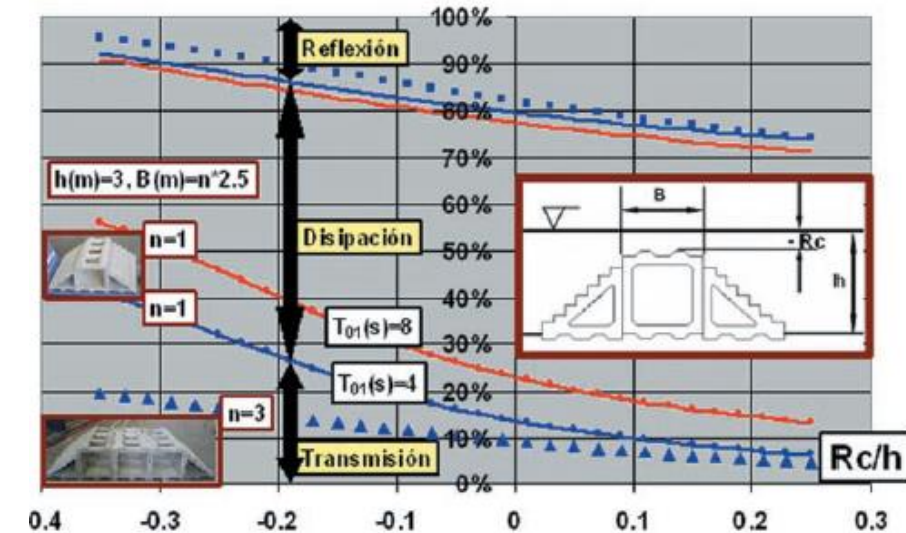 100%
Reflexión
90%
80%
70%
h(m)=3, B(m)=n*2.5
60%
B
n=1
Disipación
50%
- Rc
h
40%
n=1
T01(s)=8
30%
T01(s)=4
20%
n=3
10%
Transmisión
Rc/h
0%
0.4 -0.3 -0.2 -0.1 0 0.1 0.2 0.3